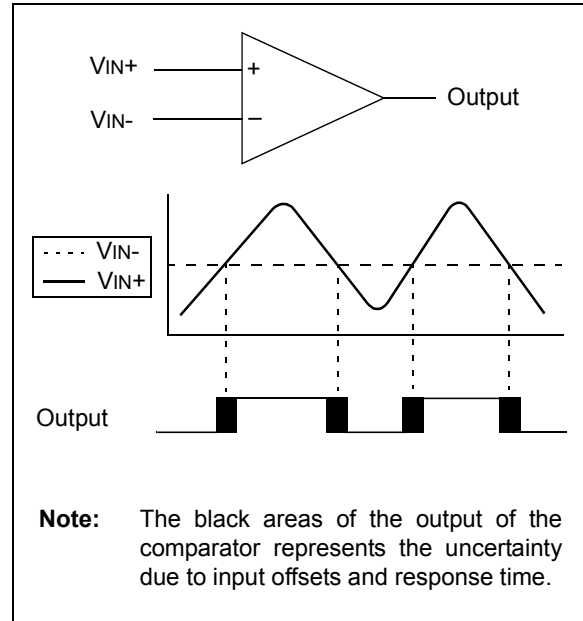 VIN+
+
Output
VIN-
–
VIN-
VIN+
Output
Note: The black areas of the output of the
comparator represents the uncertainty
due to input offsets and response time.